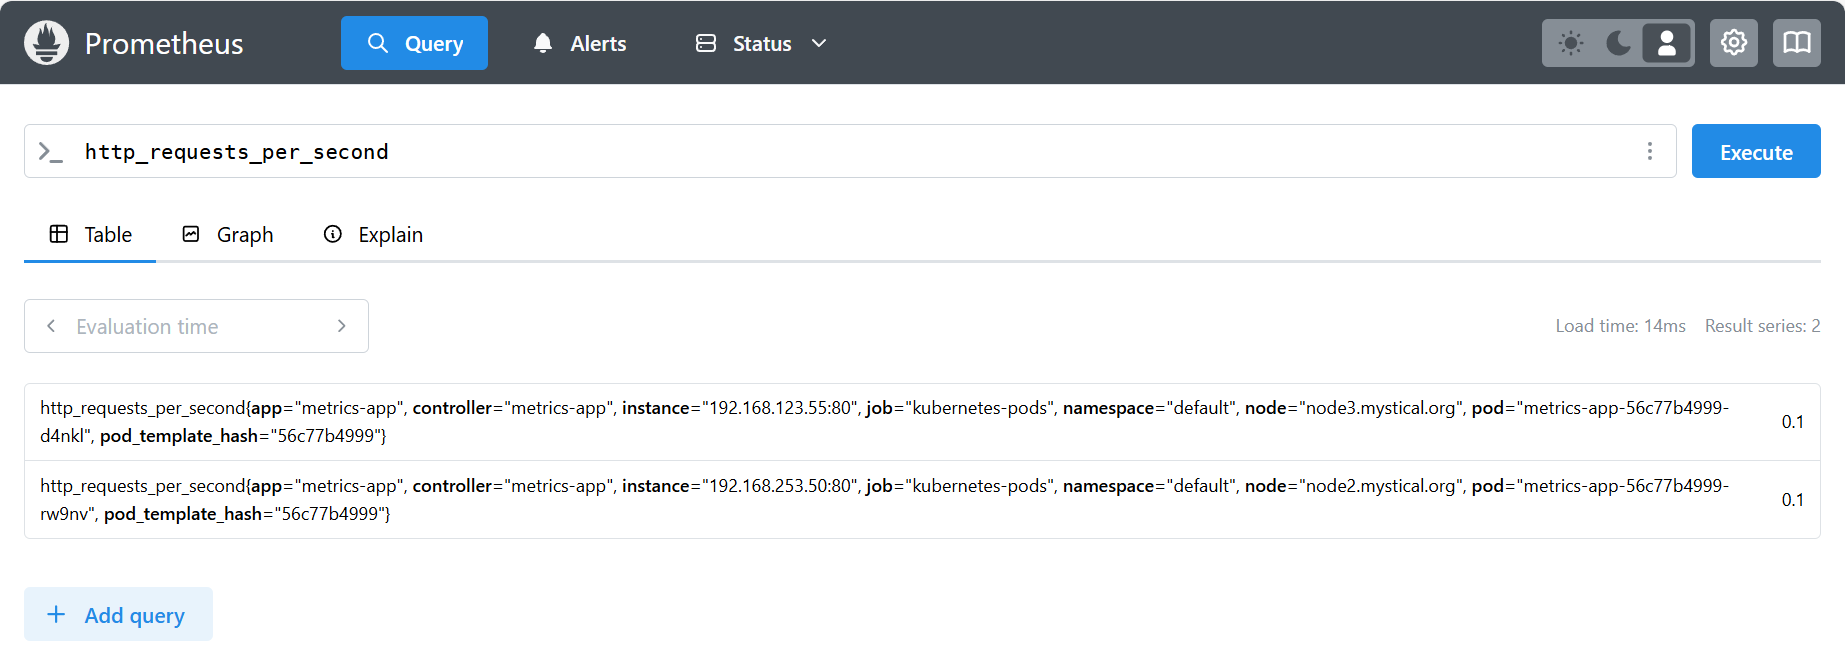 Prometheus
Query
Alerts
Status
http_requests_per_second
Execute
Table
Graph
Explain
Evaluation time
Load time: 14ms
Result series: 2
http_requests_per_second{app="metrics-app", controller="metrics-app", instance="192.168.123.55:80", job="kubernetes-pods", namespace="default", node="node3.mystical.org", pod="metrics-app-56c77b4999-
d4nkl", pod_template_hash="56c77b4999"}
0.1
http_requests_per_second{app="metrics-app", controller="metrics-app", instance="192.168.253.50:80", job="kubernetes-pods", namespace="default", node="node2.mystical.org", pod="metrics-app-56c77b4999-
rw9nv", pod_template_hash="56c77b4999"}
0.1
Add query